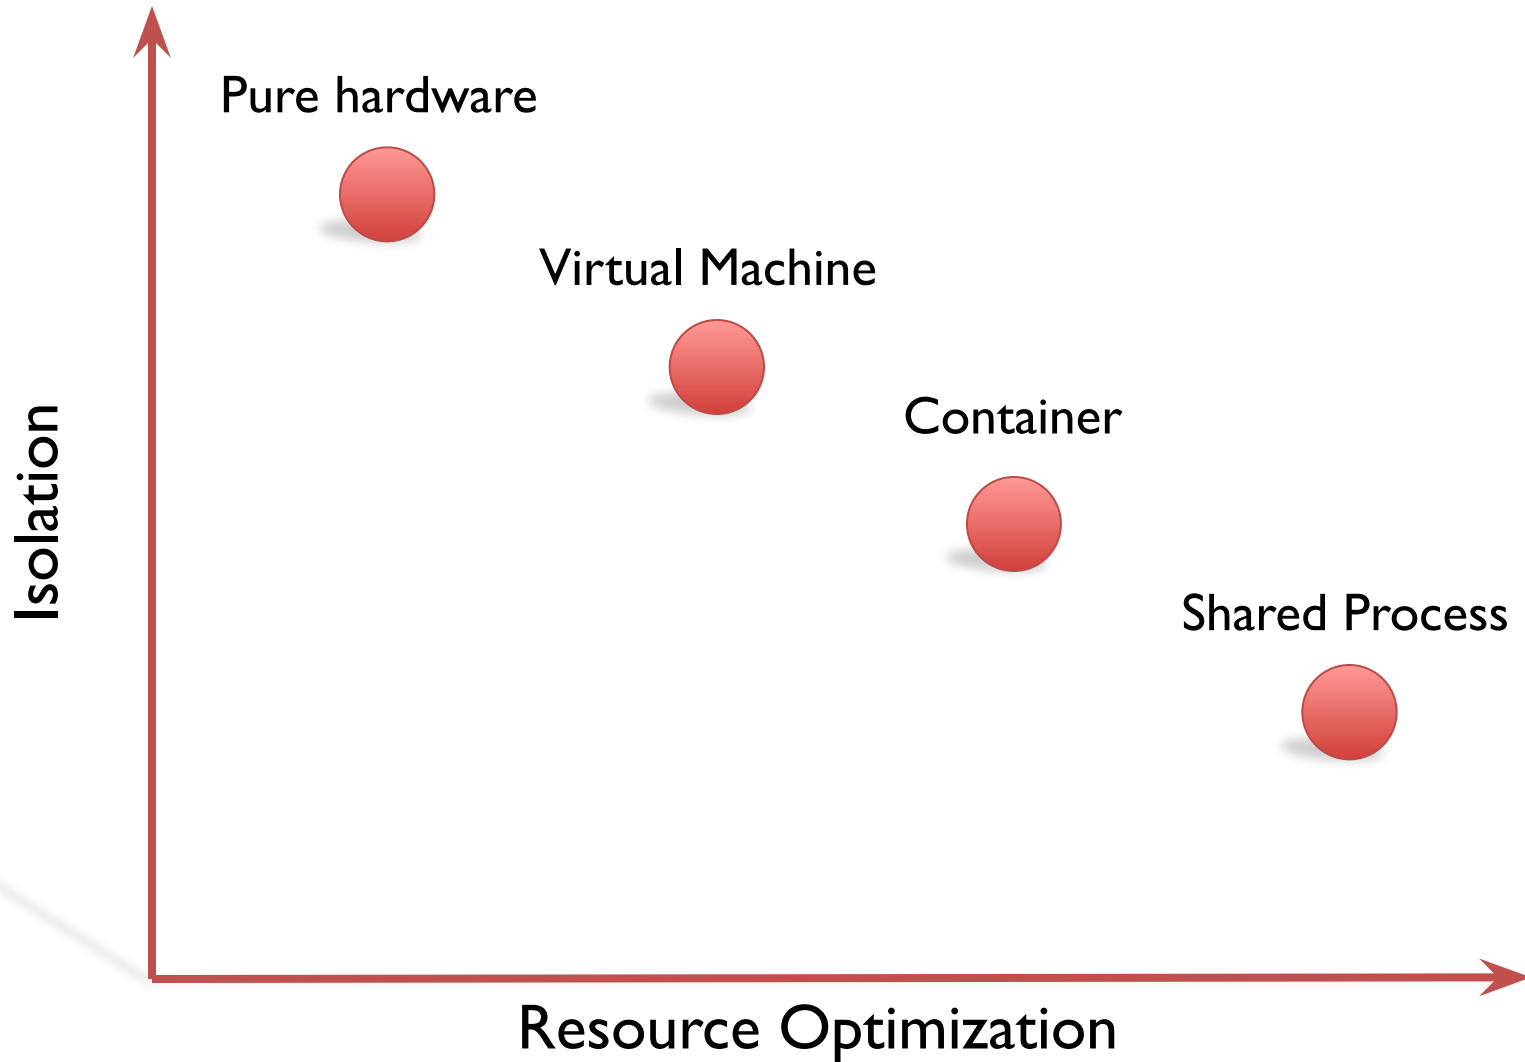 Pure hardware
Virtual Machine
Container
Isolation
Shared Process
Resource Optimization